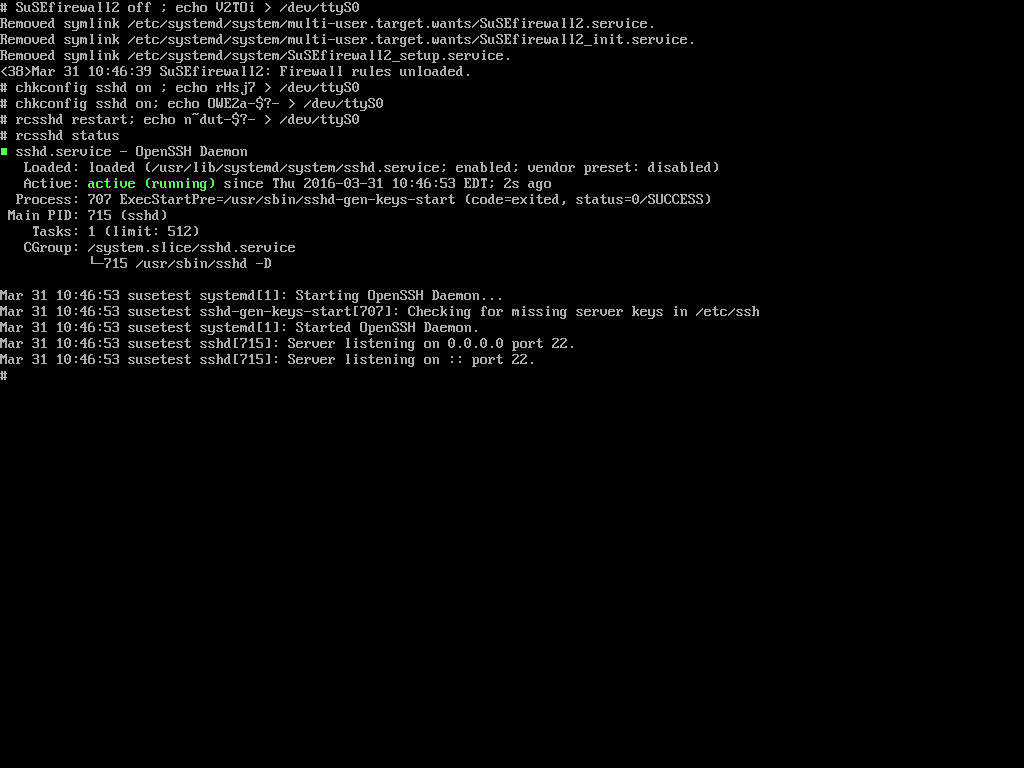 # SuSEfirewall2 off ; echo V2TOi > /dev/ttyS0
Removed symlink /etc/systemd/system/multi-user.target.wants/SuSEfirewall2.service.
Removed symlink /etc/systemd/system/multi-user.target.wants/SuSEfirewall2_init.service.
Removed symlink /etc/systemd/system/SuSEfirewall2_setup.service.
<38>Mar 31 10:46:39 SuSEfirewall2: Firewall rules unloaded.
# chkconfig sshd on ; echo rHsj7 > /dev/ttyS0
# chkconfig sshd on; echo OWE2a-$?- > /dev/ttyS0
# rcsshd restart; echo n~dut-$?- > /dev/ttyS0
# rcsshd status
■ sshd.service - OpenSSH Daemon
   Loaded: loaded (/usr/lib/systemd/system/sshd.service; enabled; vendor preset: disabled)
   Active: active (running) since Thu 2016-03-31 10:46:53 EDT; 2s ago
  Process: 707 ExecStartPre=/usr/sbin/sshd-gen-keys-start (code=exited, status=0/SUCCESS)
 Main PID: 715 (sshd)
    Tasks: 1 (limit: 512)
   CGroup: /system.slice/sshd.service
           └─715 /usr/sbin/sshd -D

Mar 31 10:46:53 susetest systemd[1]: Starting OpenSSH Daemon...
Mar 31 10:46:53 susetest sshd-gen-keys-start[707]: Checking for missing server keys in /etc/ssh
Mar 31 10:46:53 susetest systemd[1]: Started OpenSSH Daemon.
Mar 31 10:46:53 susetest sshd[715]: Server listening on 0.0.0.0 port 22.
Mar 31 10:46:53 susetest sshd[715]: Server listening on :: port 22.
#